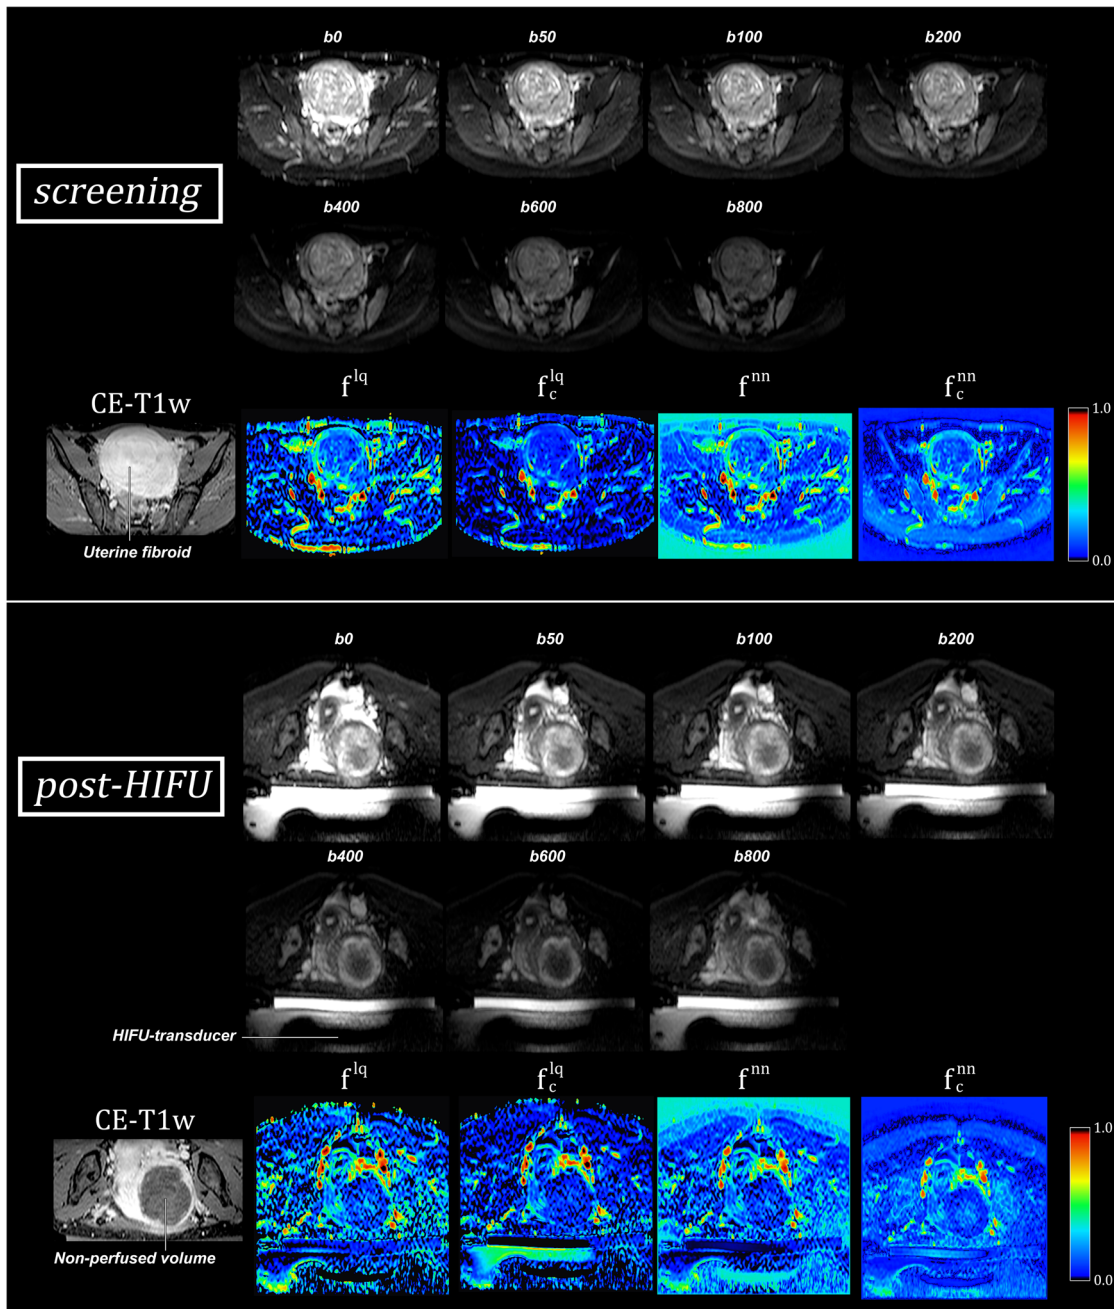 b0 b50 b100 b200
screening
b400 b600 b800
f^lq f_c^lq f^nn f_c^nn
CE-T1w
1.0
Uterine fibroid
0.0
b0 b50 b100 b200
post-HIFU
b400 b600 b800
HIFU-transducer
f^lq f_c^lq f^nn f_c^nn
CE-T1w
1.0
Non-perfused volume
0.0